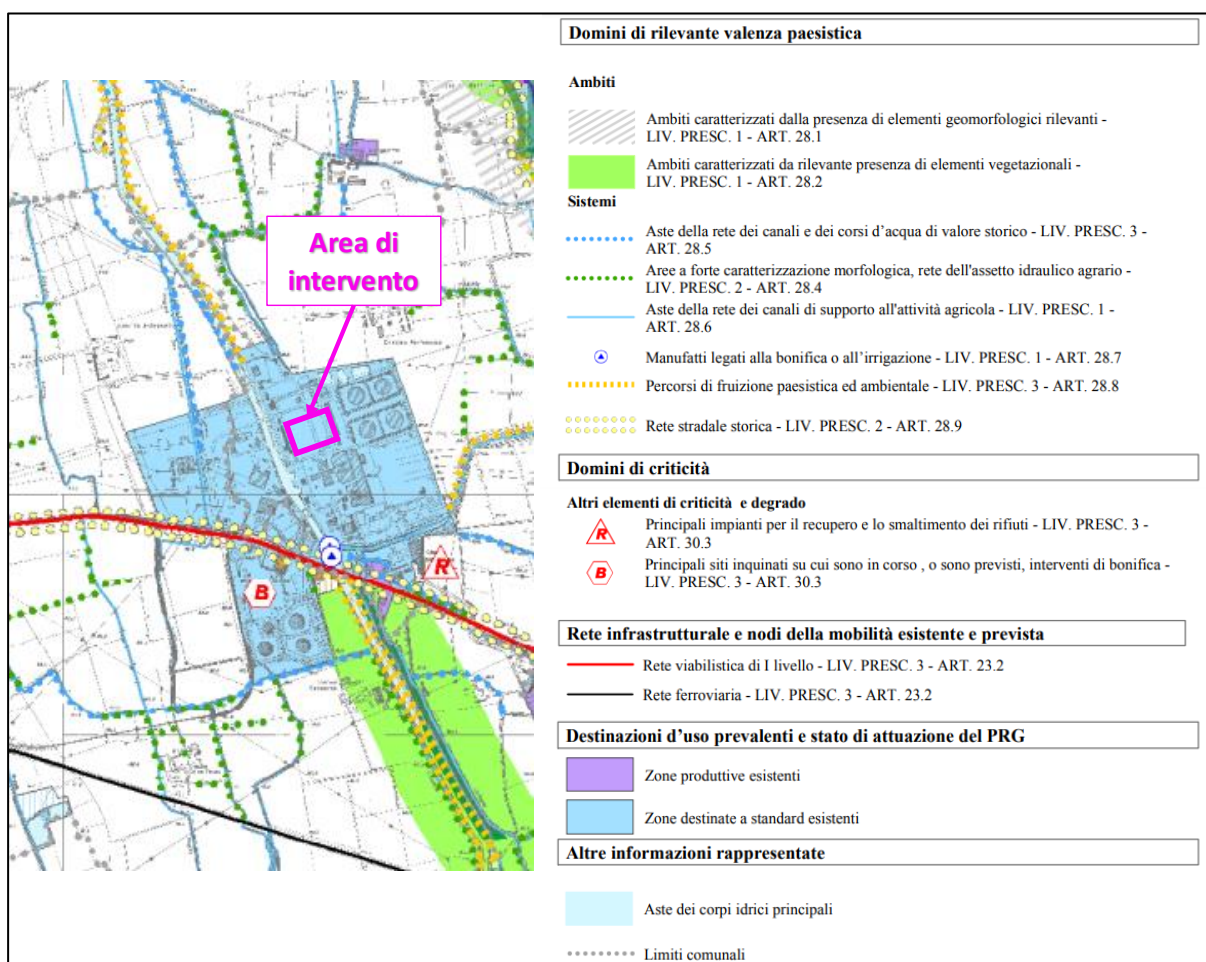 Domini di rilevante valenza paesistica
Ambiti
Ambiti caratterizzati dalla presenza di elementi geomorfologici rilevanti -
LIV. PRESC. 1 - ART. 28.1
Ambiti caratterizzati da rilevante presenza di elementi vegetazionali -
LIV. PRESC. 1 - ART. 28.2
Sistemi
Aste della rete dei canali e dei corsi d’acqua di valore storico - LIV. PRESC. 3 -
ART. 28.5
Aree a forte caratterizzazione morfologica, rete dell'assetto idraulico agrario -
LIV. PRESC. 2 - ART. 28.4
Aste della rete dei canali di supporto all'attività agricola - LIV. PRESC. 1 -
ART. 28.6
Manufatti legati alla bonifica o all’irrigazione - LIV. PRESC. 1 - ART. 28.7
Percorsi di fruizione paesistica ed ambientale - LIV. PRESC. 3 - ART. 28.8
Rete stradale storica - LIV. PRESC. 2 - ART. 28.9
Domini di criticità
Altri elementi di criticità e degrado
R
Principali impianti per il recupero e lo smaltimento dei rifiuti - LIV. PRESC. 3 -
ART. 30.3
B
Principali siti inquinati su cui sono in corso , o sono previsti, interventi di bonifica -
LIV. PRESC. 3 - ART. 30.3
Rete infrastrutturale e nodi della mobilità esistente e prevista
Rete viabilistica di I livello - LIV. PRESC. 3 - ART. 23.2
Rete ferroviaria - LIV. PRESC. 3 - ART. 23.2
Destinazioni d’uso prevalenti e stato di attuazione del PRG
Zone produttive esistenti
Zone destinate a standard esistenti
Altre informazioni rappresentate
Aste dei corpi idrici principali
Limiti comunali
Area di
intervento
R
B